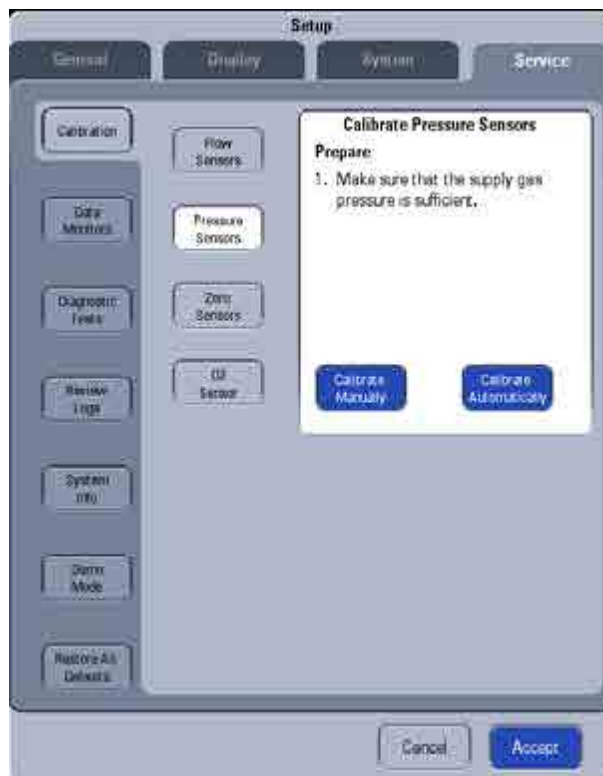 Setup
General
Display
System
Service
Calibration
Data
Monitors
Diagnostic
Tests
Review
Logs
System
Info
Demo
Mode
Restore All
Defaults
Flow
Sensors
Pressure
Sensors
Zero
Sensors
O2
Sensor
Calibrate Pressure Sensors
Prepare
1. Make sure that the supply gas
pressure is sufficient.
Calibrate
Manually
Calibrate
Automatically
Cancel
Accept